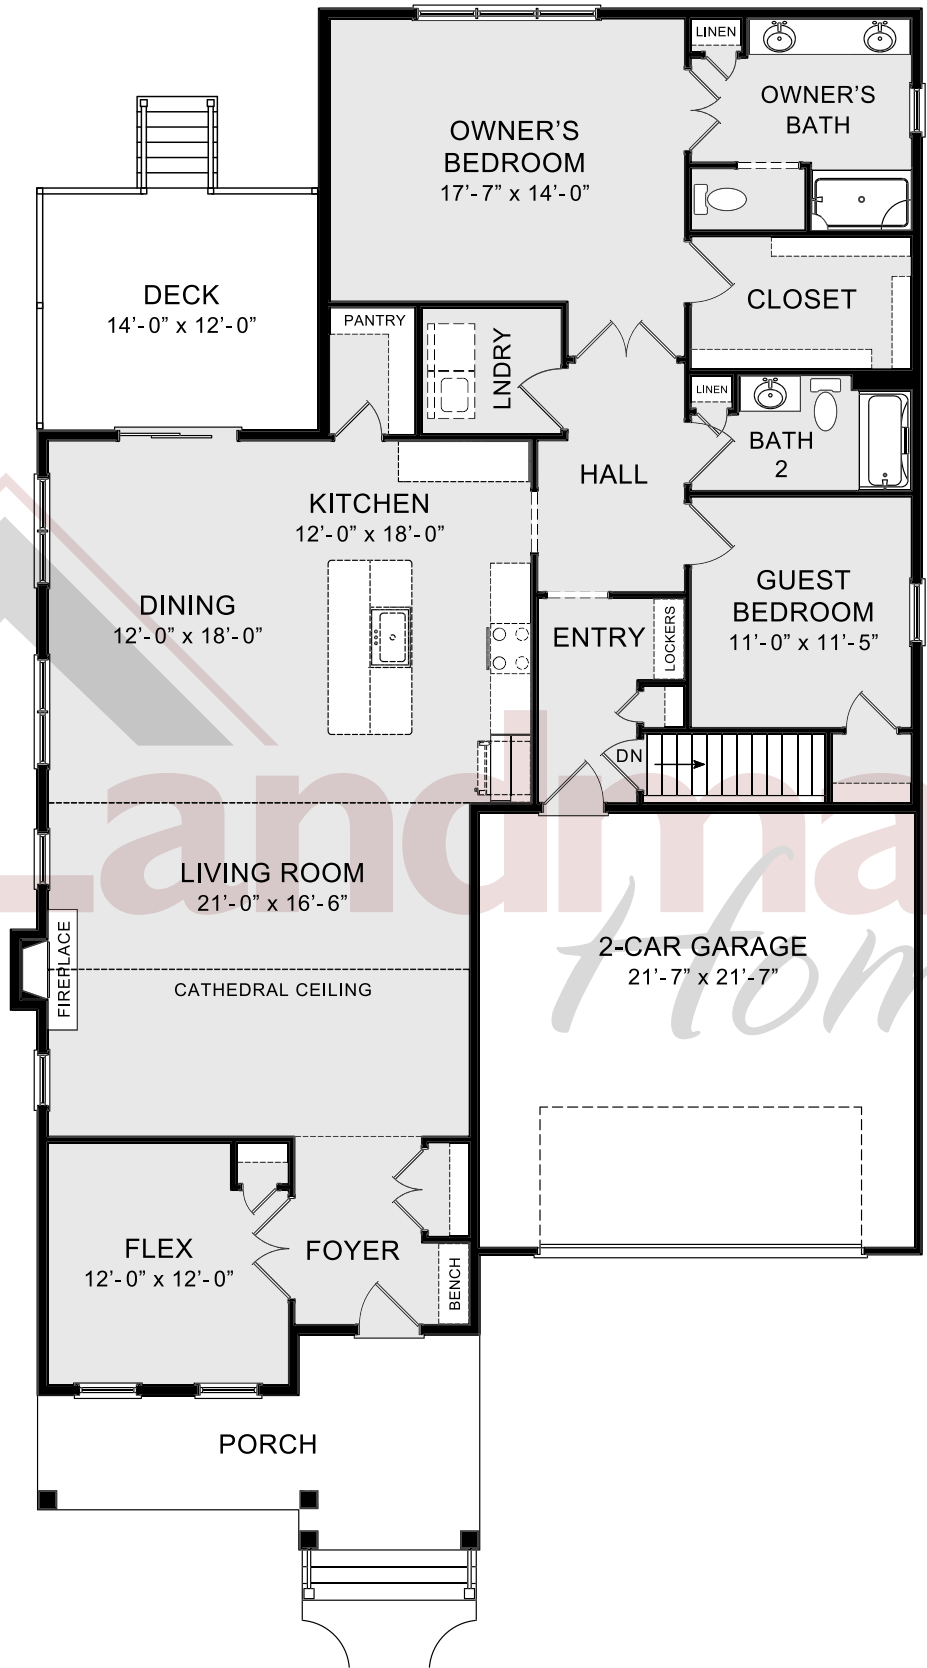 LINEN
OWNER'S
BATH
OWNER'S
BEDROOM
17'-7" x 14'-0"
DECK
14'-0" x 12'-0"
CLOSET
PANTRY
LNDRY
LINEN
BATH
2
HALL
KITCHEN
12'-0" x 18'-0"
DINING
12'-0" x 18'-0"
GUEST
BEDROOM
11'-0" x 11'-5"
ENTRY
LOCKERS
DN
Landma
Hom
LIVING ROOM
21'-0" x 16'-6"
FIREPLACE
CATHEDRAL CEILING
2-CAR GARAGE
21'-7" x 21'-7"
FLEX
12'-0" x 12'-0"
FOYER
BENCH
PORCH